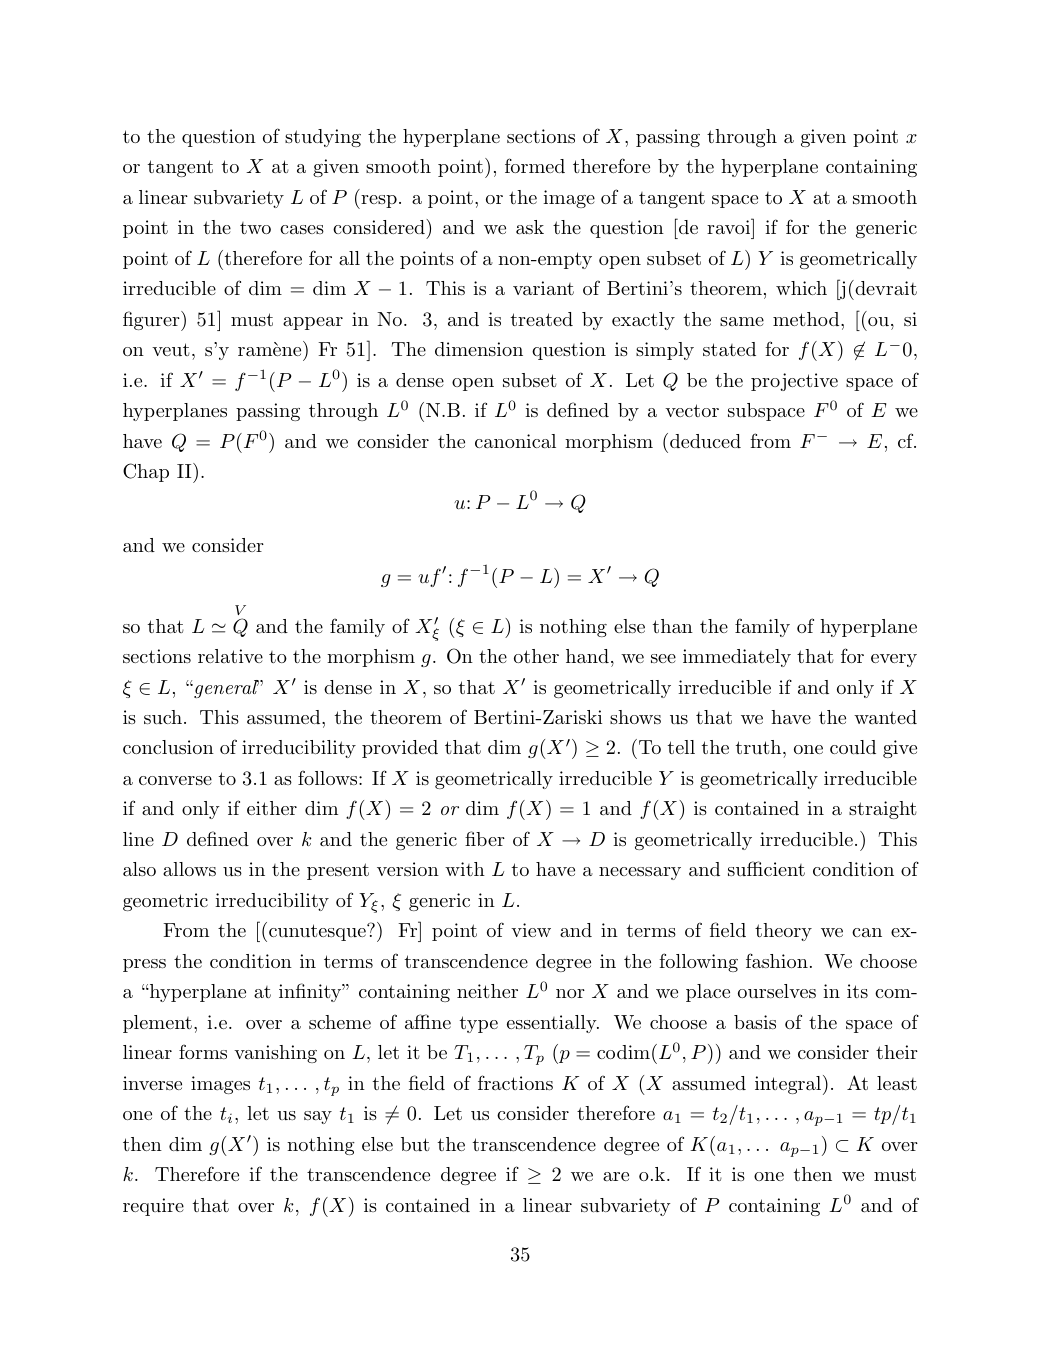 to the question of studying the hyperplane sections of X, passing through a given point x
or tangent to X at a given smooth point), formed therefore by the hyperplane containing
a linear subvariety L of P (resp. a point, or the image of a tangent space to X at a smooth
point in the two cases considered) and we ask the question [de ravoi] if for the generic
point of L (therefore for all the points of a non-empty open subset of L) Y is geometrically
irreducible of dim = dim X − 1. This is a variant of Bertini's theorem, which [j(devrait
figurer) 51] must appear in No. 3, and is treated by exactly the same method, [(ou, si
on veut, s'y ramène) Fr 51]. The dimension question is simply stated for f(X) ∉ L⁻0,
i.e. if X′ = f⁻¹(P − L⁰) is a dense open subset of X. Let Q be the projective space of
hyperplanes passing through L⁰ (N.B. if L⁰ is defined by a vector subspace F⁰ of E we
have Q = P(F⁰) and we consider the canonical morphism (deduced from F⁻ → E, cf.
Chap II).
u: P − L⁰ → Q
and we consider
g = uf′: f⁻¹(P − L) = X′ → Q
so that L ≃ Q^V and the family of X′_ξ (ξ ∈ L) is nothing else than the family of hyperplane
sections relative to the morphism g. On the other hand, we see immediately that for every
ξ ∈ L, “general” X′ is dense in X, so that X′ is geometrically irreducible if and only if X
is such. This assumed, the theorem of Bertini-Zariski shows us that we have the wanted
conclusion of irreducibility provided that dim g(X′) ≥ 2. (To tell the truth, one could give
a converse to 3.1 as follows: If X is geometrically irreducible Y is geometrically irreducible
if and only if either dim f(X) = 2 or dim f(X) = 1 and f(X) is contained in a straight
line D defined over k and the generic fiber of X → D is geometrically irreducible.) This
also allows us in the present version with L to have a necessary and sufficient condition of
geometric irreducibility of Y_ξ, ξ generic in L.
From the [(cunutesque?) Fr] point of view and in terms of field theory we can ex-
press the condition in terms of transcendence degree in the following fashion. We choose
a “hyperplane at infinity” containing neither L⁰ nor X and we place ourselves in its com-
plement, i.e. over a scheme of affine type essentially. We choose a basis of the space of
linear forms vanishing on L, let it be T₁, . . . , T_p (p = codim(L⁰, P)) and we consider their
inverse images t₁, . . . , t_p in the field of fractions K of X (X assumed integral). At least
one of the t_i, let us say t₁ is ≠ 0. Let us consider therefore a₁ = t₂/t₁, . . . , a_{p−1} = tp/t₁
then dim g(X′) is nothing else but the transcendence degree of K(a₁, . . . a_{p−1}) ⊂ K over
k. Therefore if the transcendence degree if ≥ 2 we are o.k. If it is one then we must
require that over k, f(X) is contained in a linear subvariety of P containing L⁰ and of
35